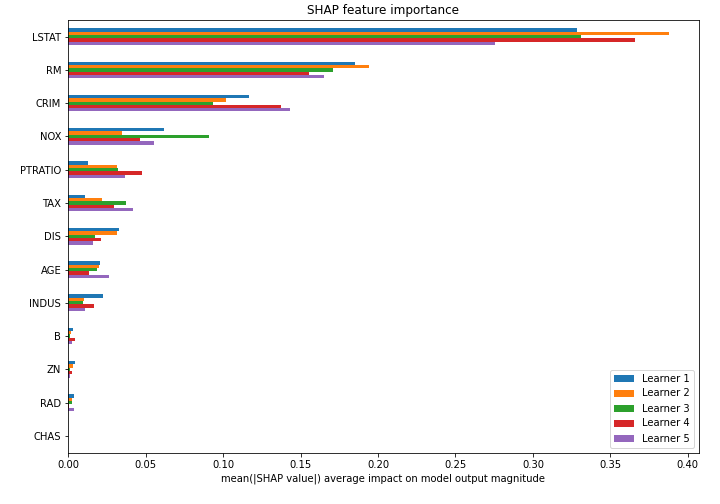 SHAP feature importance
LSTAT
RM
CRIM
NOX
PTRATIO
TAX
DIS
AGE
INDUS
B
ZN
RAD
CHAS
Learner 1
Learner 2
Learner 3
Learner 4
Learner 5
0.00 0.05 0.10 0.15 0.20 0.25 0.30 0.35 0.40
mean(|SHAP value|) average impact on model output magnitude